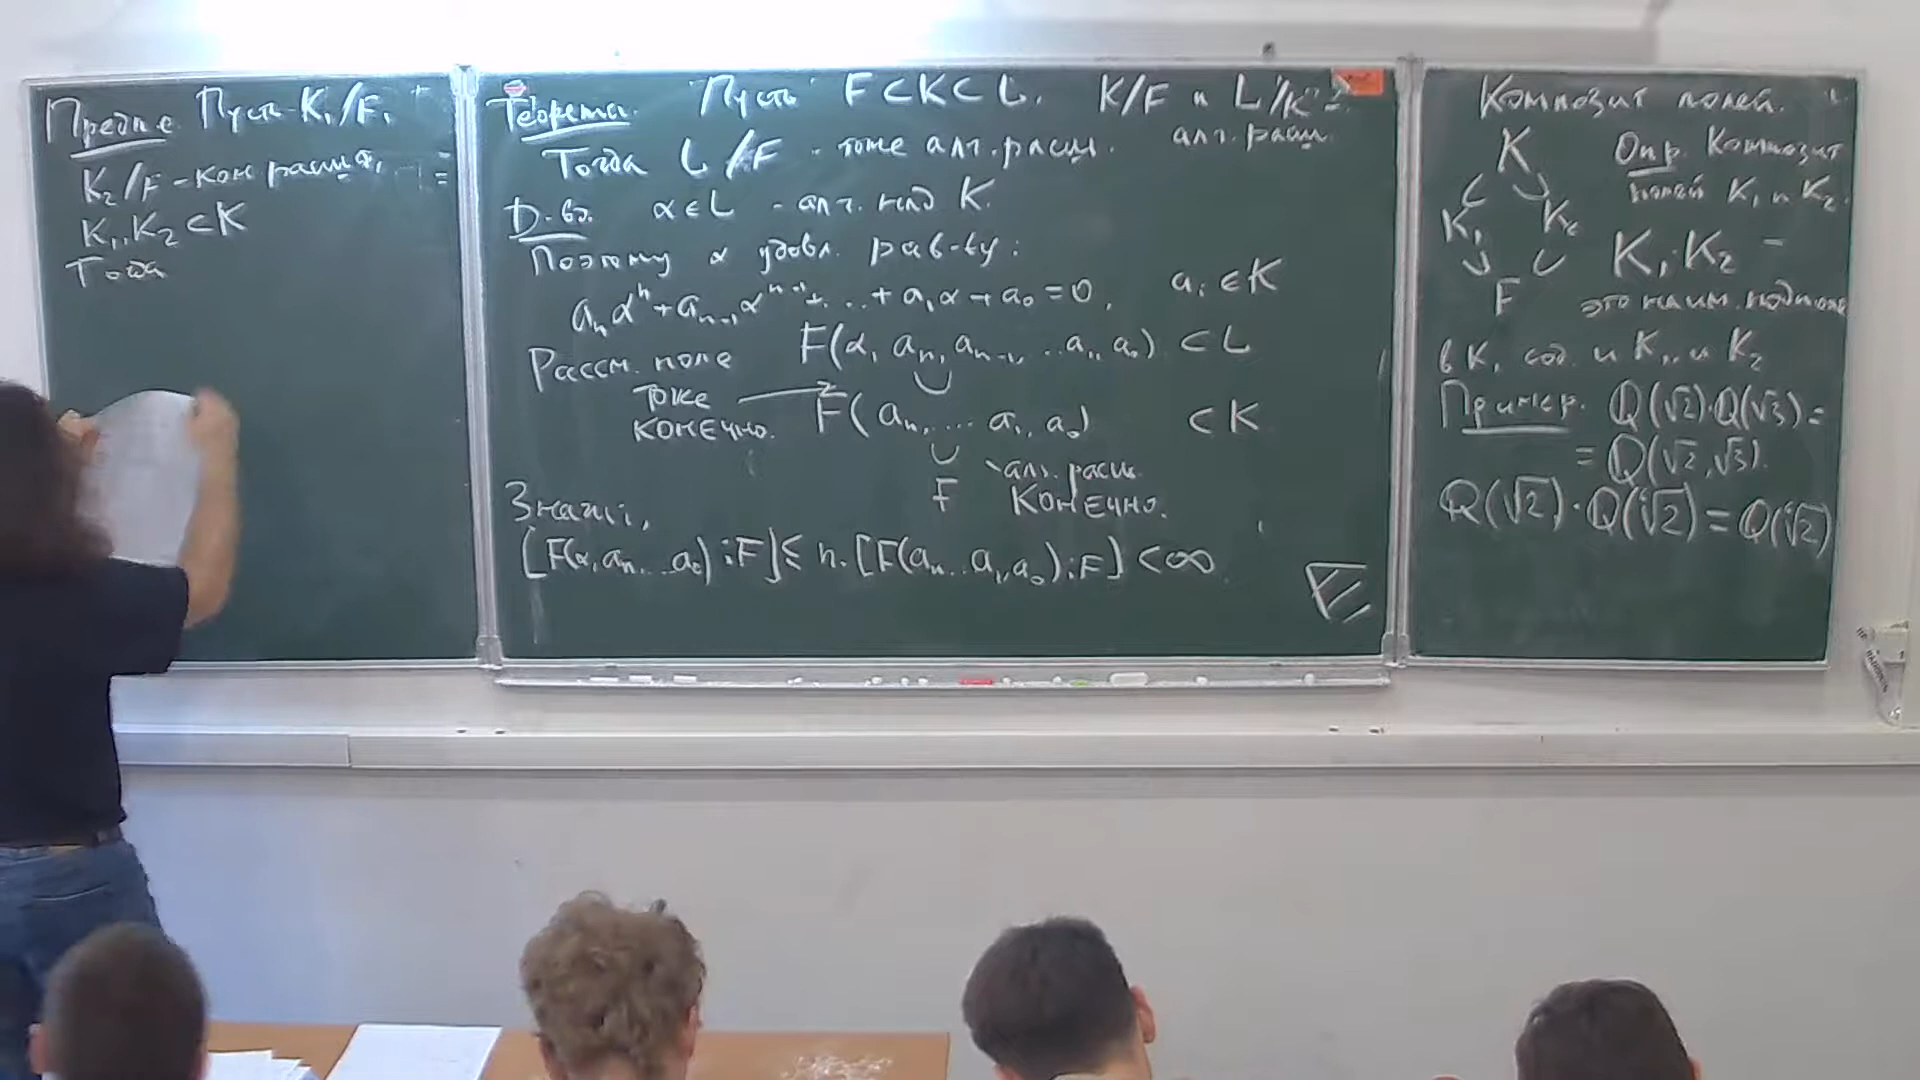 Предл-е. Пусть K₁/F,
K₂/F - кон. расш.
K₁, K₂ ⊂ K
Тогда
Теорема. Пусть F ⊂ K ⊂ L. K/F и L/K -
алг. расш.
Тогда L/F - тоже алг. расш.
Д-во. α ∈ L - алг. над K.
Поэтому α удовл. рав-ву:
aₙαⁿ + aₙ₋₁αⁿ⁻¹ + ... + a₁α + a₀ = 0, aᵢ ∈ K
Рассм. поле F(α, aₙ, aₙ₋₁, ... a₁, a₀) ⊂ L
∪
тоже конечно. → F(aₙ, ... a₁, a₀) ⊂ K
∪ алг. расш.
F конечно.
Значит,
[F(α, aₙ ... a₀) : F] ≤ n·[F(aₙ ... a₁, a₀) : F] < ∞
Композит полей.
K
K₁ K₂
F
Опр. Композит
полей K₁ и K₂
K₁·K₂ -
это наим. подполе
в K, сод. и K₁, и K₂
Пример. Q(√2)·Q(√3) =
= Q(√2, √3).
Q(√2)·Q(ⁱ√2) = Q(ⁱ√2)